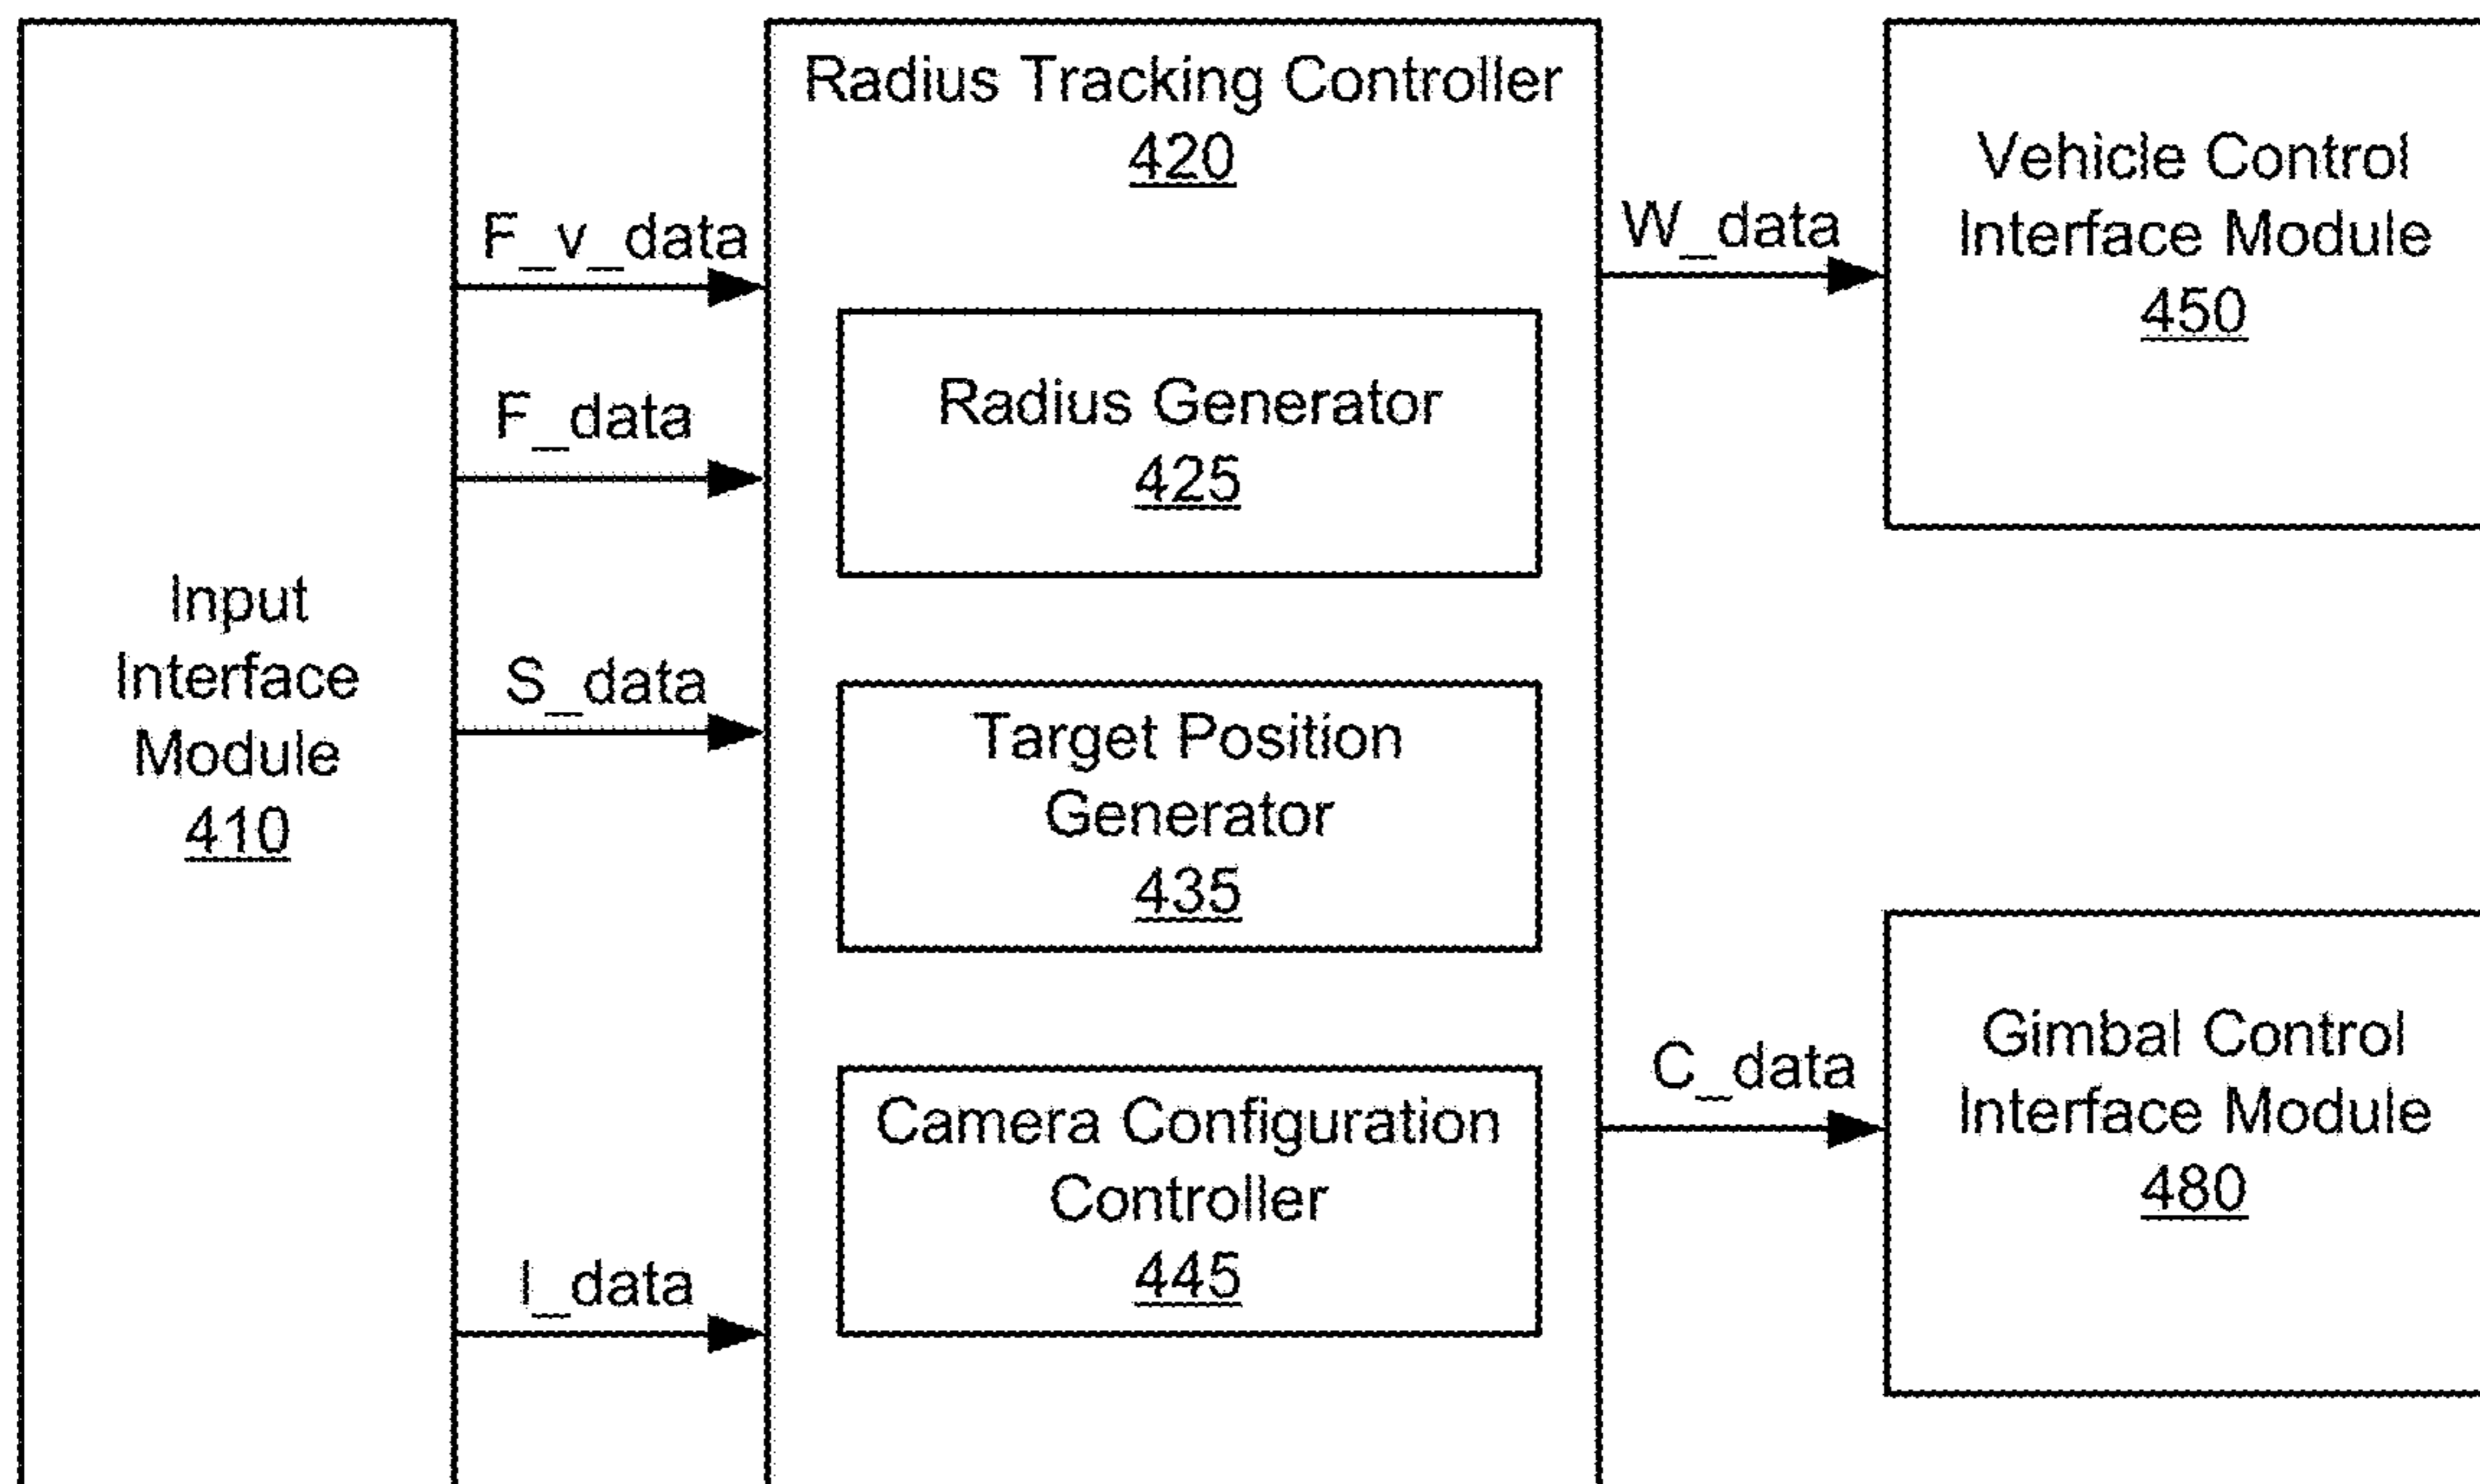 Input
Interface
Module
410
F_v_data
F_data
S_data
I_data
Radius Tracking Controller
420
Radius Generator
425
Target Position
Generator
435
Camera Configuration
Controller
445
W_data
C_data
Vehicle Control
Interface Module
450
Gimbal Control
Interface Module
480